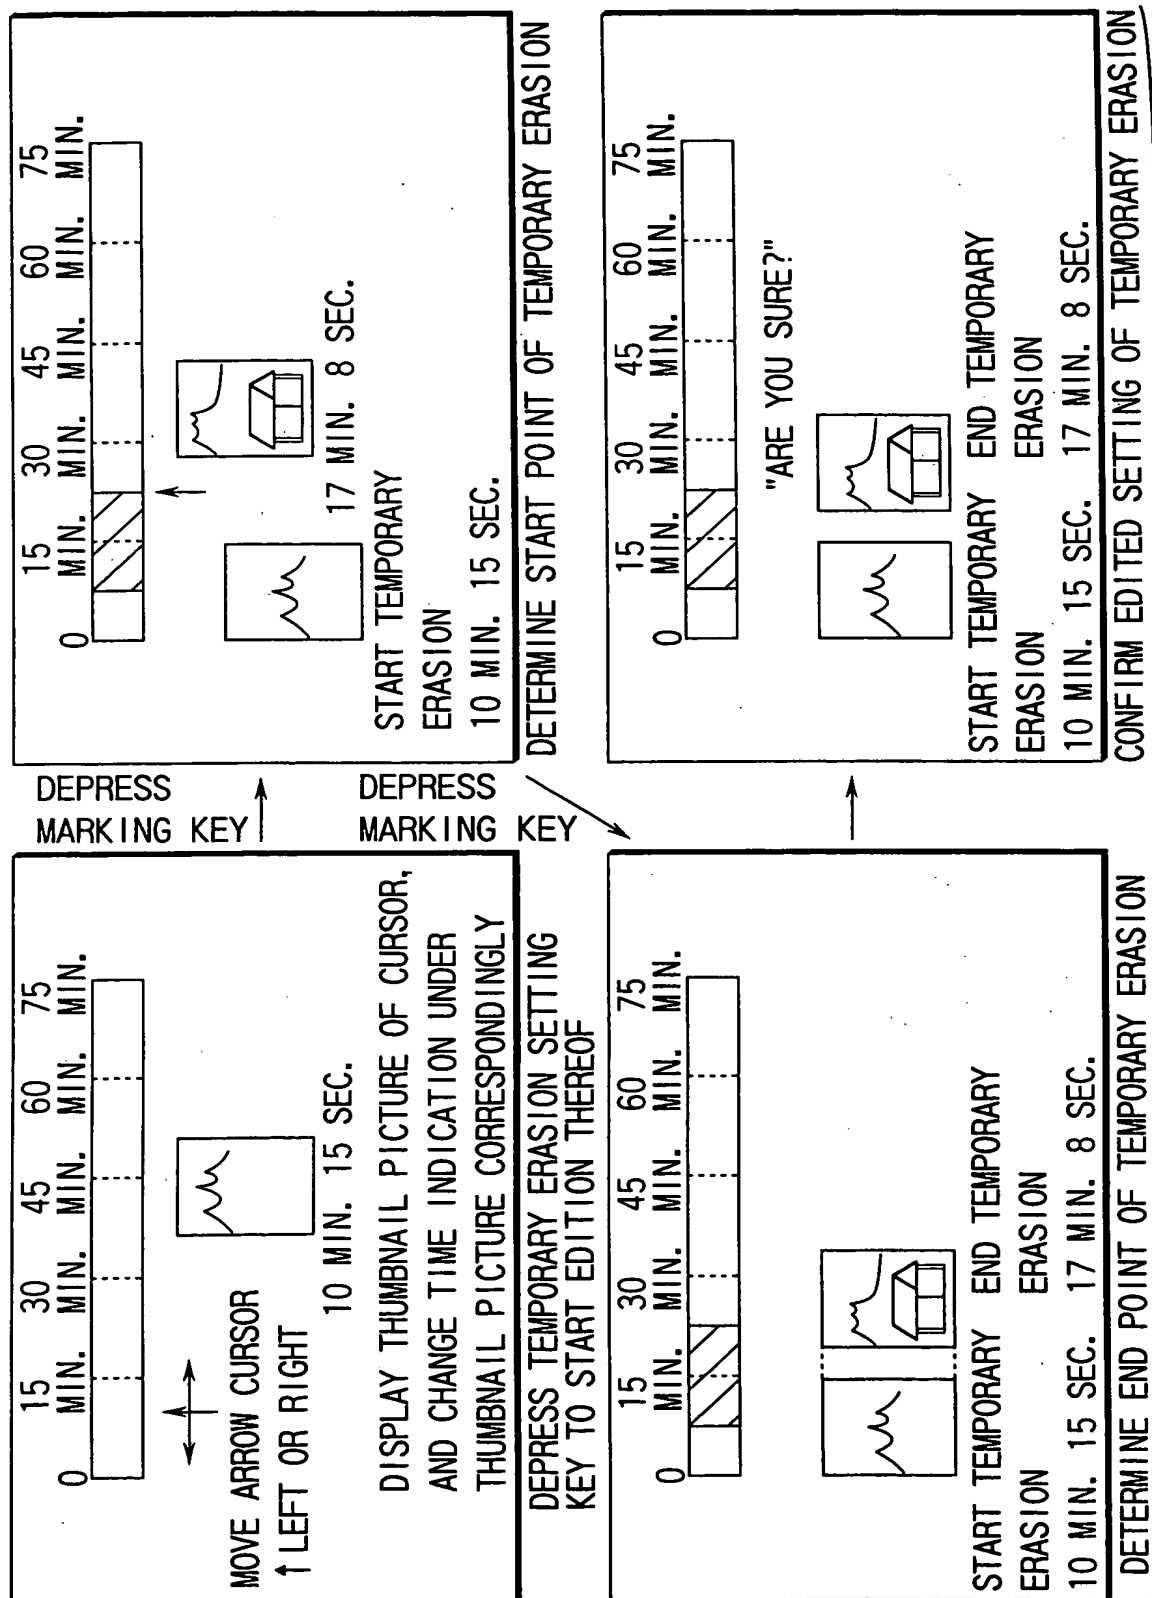 0 15 30 45 60 75
MIN. MIN. MIN. MIN. MIN.
MOVE ARROW CURSOR
↑LEFT OR RIGHT
10 MIN. 15 SEC.
DISPLAY THUMBNAIL PICTURE OF CURSOR,
AND CHANGE TIME INDICATION UNDER
THUMBNAIL PICTURE CORRESPONDINGLY
DEPRESS TEMPORARY ERASION SETTING
KEY TO START EDITION THEREOF
DEPRESS
MARKING KEY
0 15 30 45 60 75
MIN. MIN. MIN. MIN. MIN.
17 MIN. 8 SEC.
START TEMPORARY
ERASION
10 MIN. 15 SEC.
DETERMINE START POINT OF TEMPORARY ERASION
DEPRESS
MARKING KEY
0 15 30 45 60 75
MIN. MIN. MIN. MIN. MIN.
START TEMPORARY END TEMPORARY
ERASION ERASION
10 MIN. 15 SEC. 17 MIN. 8 SEC.
DETERMINE END POINT OF TEMPORARY ERASION
0 15 30 45 60 75
MIN. MIN. MIN. MIN. MIN.
"ARE YOU SURE?"
START TEMPORARY END TEMPORARY
ERASION ERASION
10 MIN. 15 SEC. 17 MIN. 8 SEC.
CONFIRM EDITED SETTING OF TEMPORARY ERASION